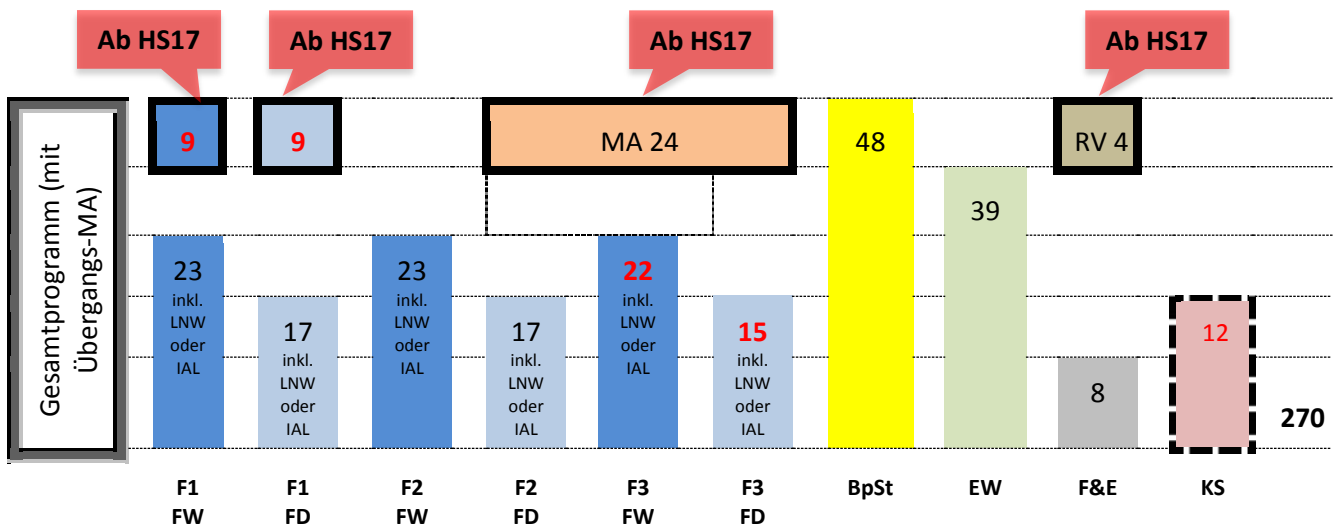 Ab HS17
Ab HS17
Ab HS17
Ab HS17
Gesamtprogramm (mit
Übergangs-MA)
9
9
MA 24
48
RV 4
39
23
inkl.
LNW
oder
IAL
17
inkl.
LNW
oder
IAL
23
inkl.
LNW
oder
IAL
17
inkl.
LNW
oder
IAL
22
inkl.
LNW
oder
IAL
15
inkl.
LNW
oder
IAL
8
12
270
F1
FW
F1
FD
F2
FW
F2
FD
F3
FW
F3
FD
BpSt
EW
F&E
KS